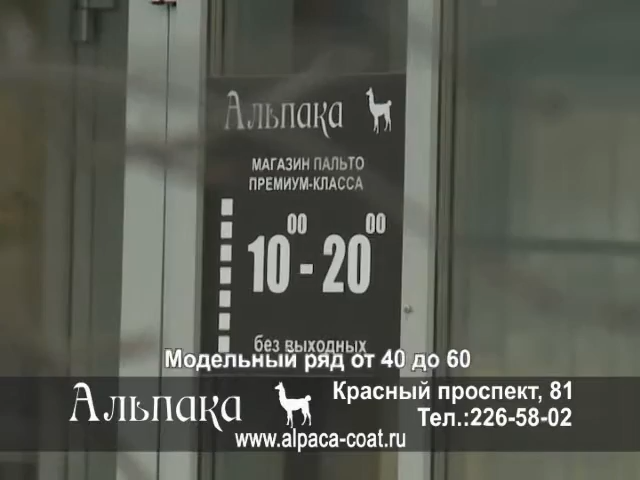 Альпака
МАГАЗИН ПАЛЬТО
ПРЕМИУМ-КЛАССА
10 00 - 20 00
без выходных
Модельный ряд от 40 до 60
Альпака
Красный проспект, 81
Тел.:226-58-02
www.alpaca-coat.ru